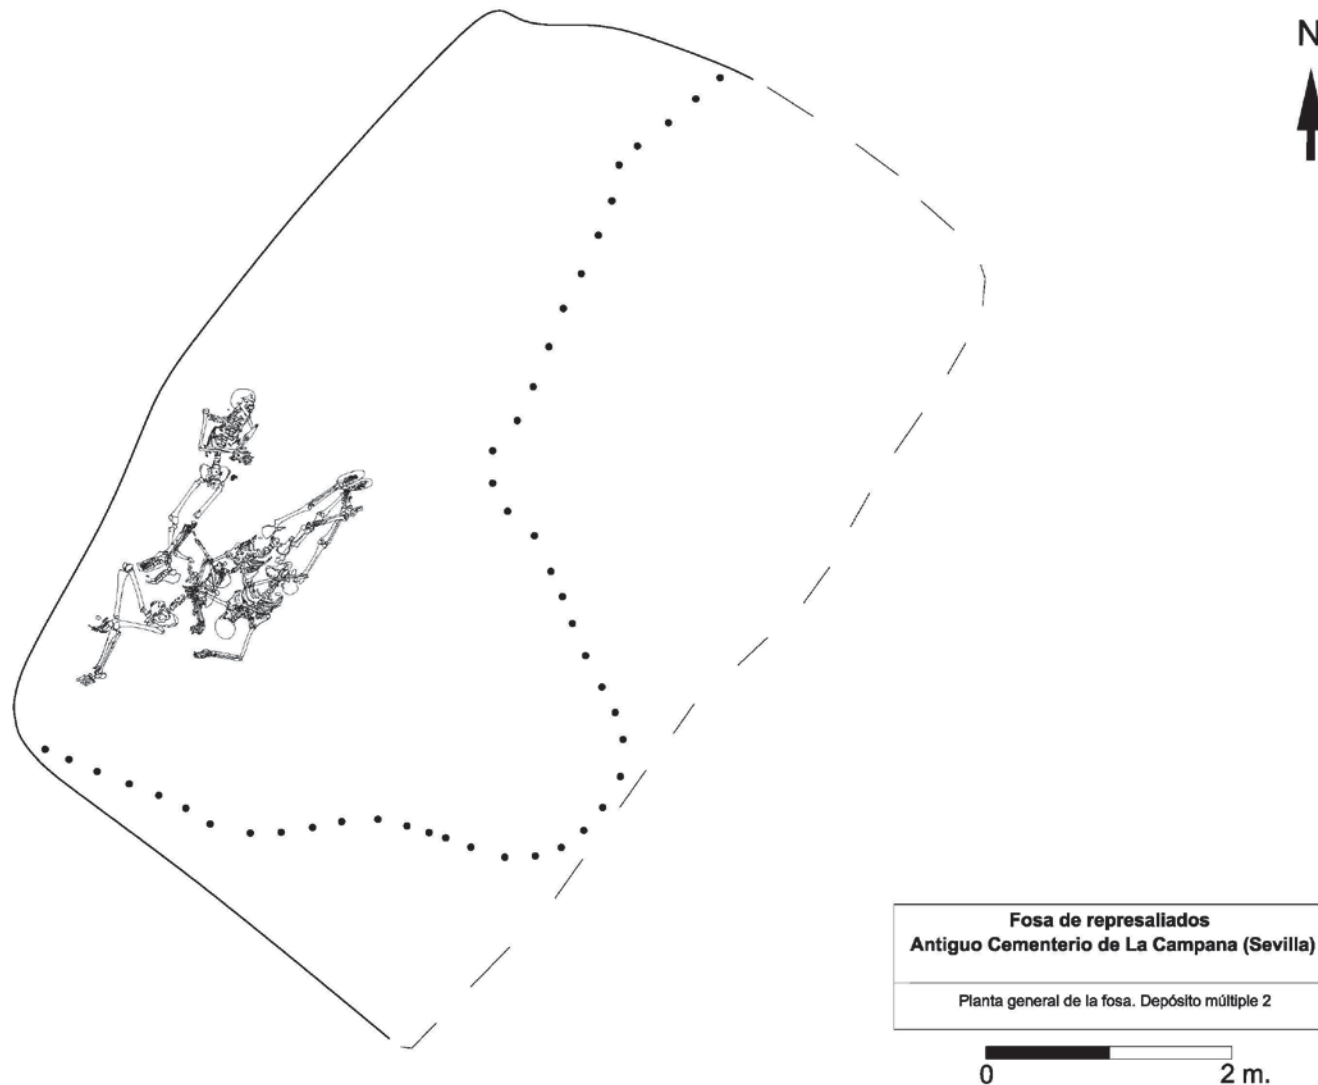 N
Fosa de represaliados
Antiguo Cementerio de La Campana (Sevilla)
Planta general de la fosa. Depósito múltiple 2
0 2 m.